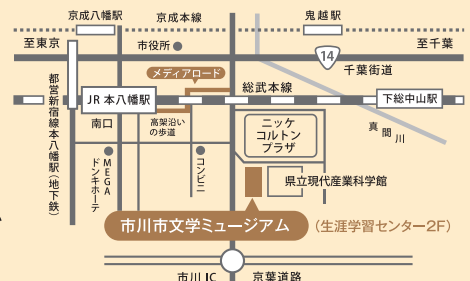 京成八幡駅
京成本線
鬼越駅
至東京
市役所
至千葉
14
千葉街道
メディアロード
総武本線
都営新宿線本八幡駅(地下鉄)
JR 本八幡駅
下総中山駅
南口
高架沿い
の歩道
ニッケ
コルトン
プラザ
真間川
MEGA
ドンキホーテ
コンビニ
県立現代産業科学館
市川市文学ミュージアム
(生涯学習センター2F)
市川 IC
京葉道路